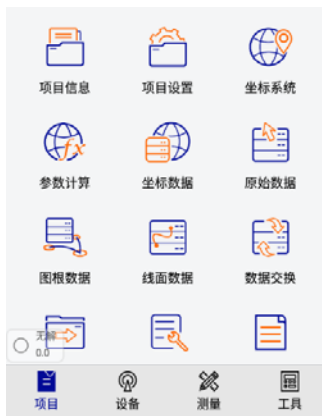 项目信息 项目设置 坐标系统
参数计算 坐标数据 原始数据
图根数据 线面数据 数据交换
无解
0.0
项目 设备 测量 工具